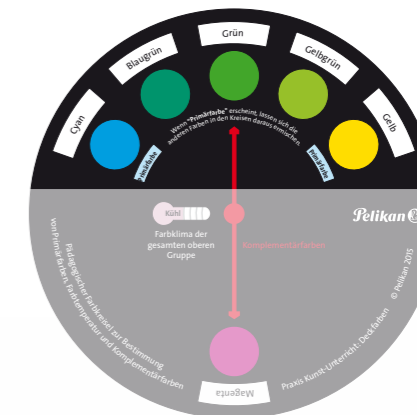 Grün
Blaugrün
Gelbgrün
Cyan
Gelb
Wenn "Primärfarbe" erscheint, lassen sich die
anderen Farben in den Kreisen daraus ermischen.
Primärfarbe
Primärfarbe
Kühl
Pelikan
Farbklima der
gesamten oberen
Gruppe
Komplementärfarben
Pädagogischer Farbkreisel zur Bestimmung
von Primärfarben, Farbtemperatur und Komplementärfarben
Praxis Kunst-Unterricht: Deckfarben
© Pelikan 2015
Magenta